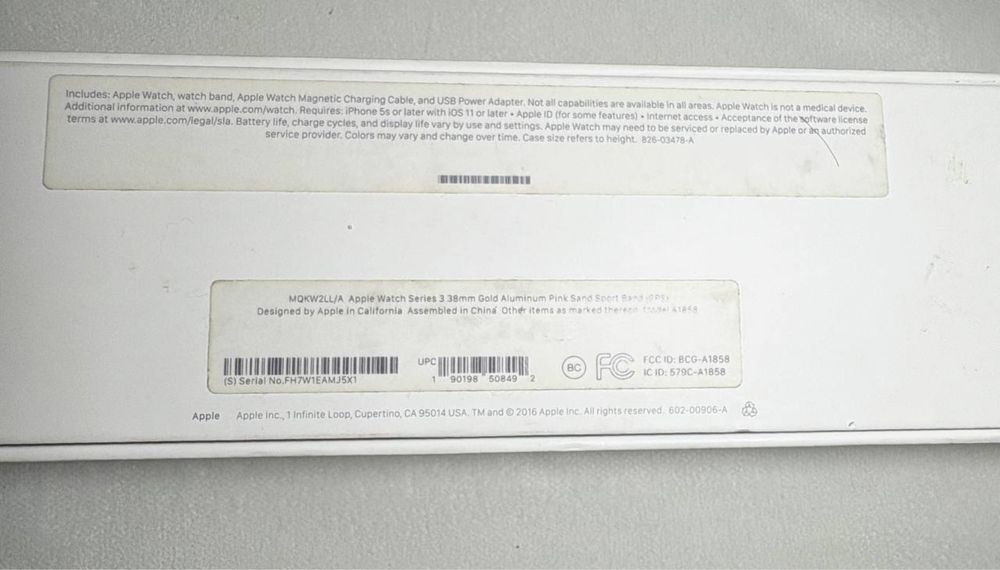 Includes: Apple Watch, watch band, Apple Watch Magnetic Charging Cable, and USB Power Adapter. Not all capabilities are available in all areas. Apple Watch is not a medical device.
Additional information at www.apple.com/watch. Requires: iPhone 5s or later with iOS 11 or later • Apple ID (for some features) • Internet access • Acceptance of the software license
terms at www.apple.com/legal/sla. Battery life, charge cycles, and display life vary by use and settings. Apple Watch may need to be serviced or replaced by Apple or an authorized
service provider. Colors may vary and change over time. Case size refers to height. 826-03478-A
MQKW2LL/A Apple Watch Series 3 38mm Gold Aluminum Pink Sand Sport Band (GPS)
Designed by Apple in California Assembled in China Other items as marked thereon Model A1858
UPC
(S) Serial No.FH7W1EAMJ5X1
1 90198 50849 2
BC
FC
FCC ID: BCG-A1858
IC ID: 579C-A1858
Apple Apple Inc., 1 Infinite Loop, Cupertino, CA 95014 USA. TM and © 2016 Apple Inc. All rights reserved. 602-00906-A